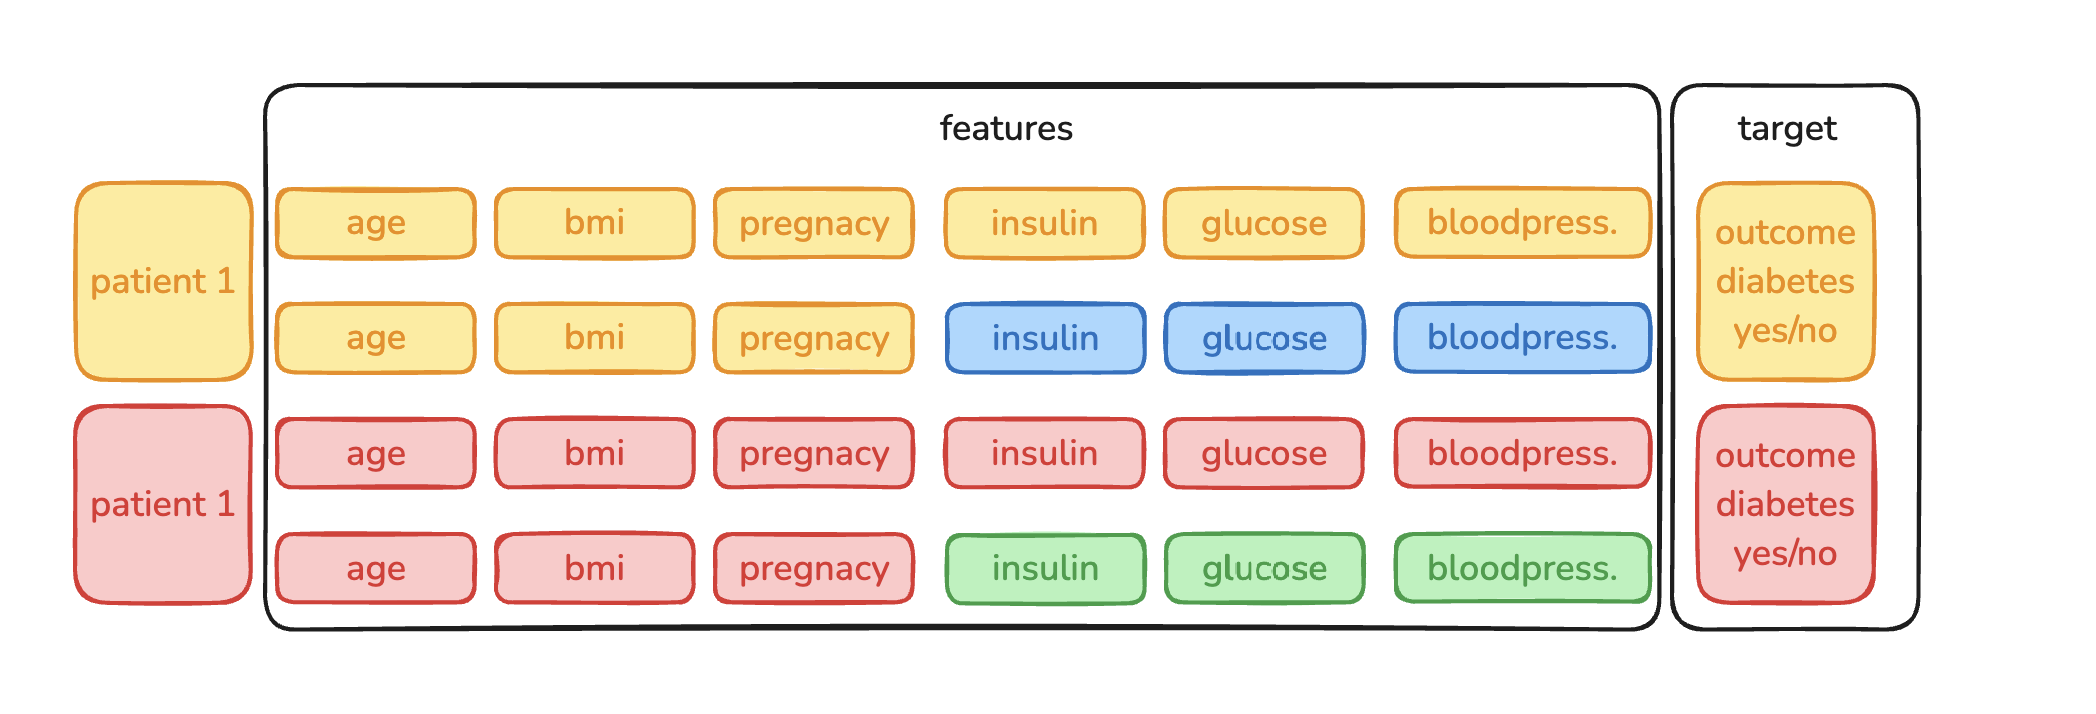 features
target
age bmi pregnacy insulin glucose bloodpress.
patient 1
age bmi pregnacy insulin glucose bloodpress.
outcome
diabetes
yes/no
age bmi pregnacy insulin glucose bloodpress.
patient 1
age bmi pregnacy insulin glucose bloodpress.
outcome
diabetes
yes/no